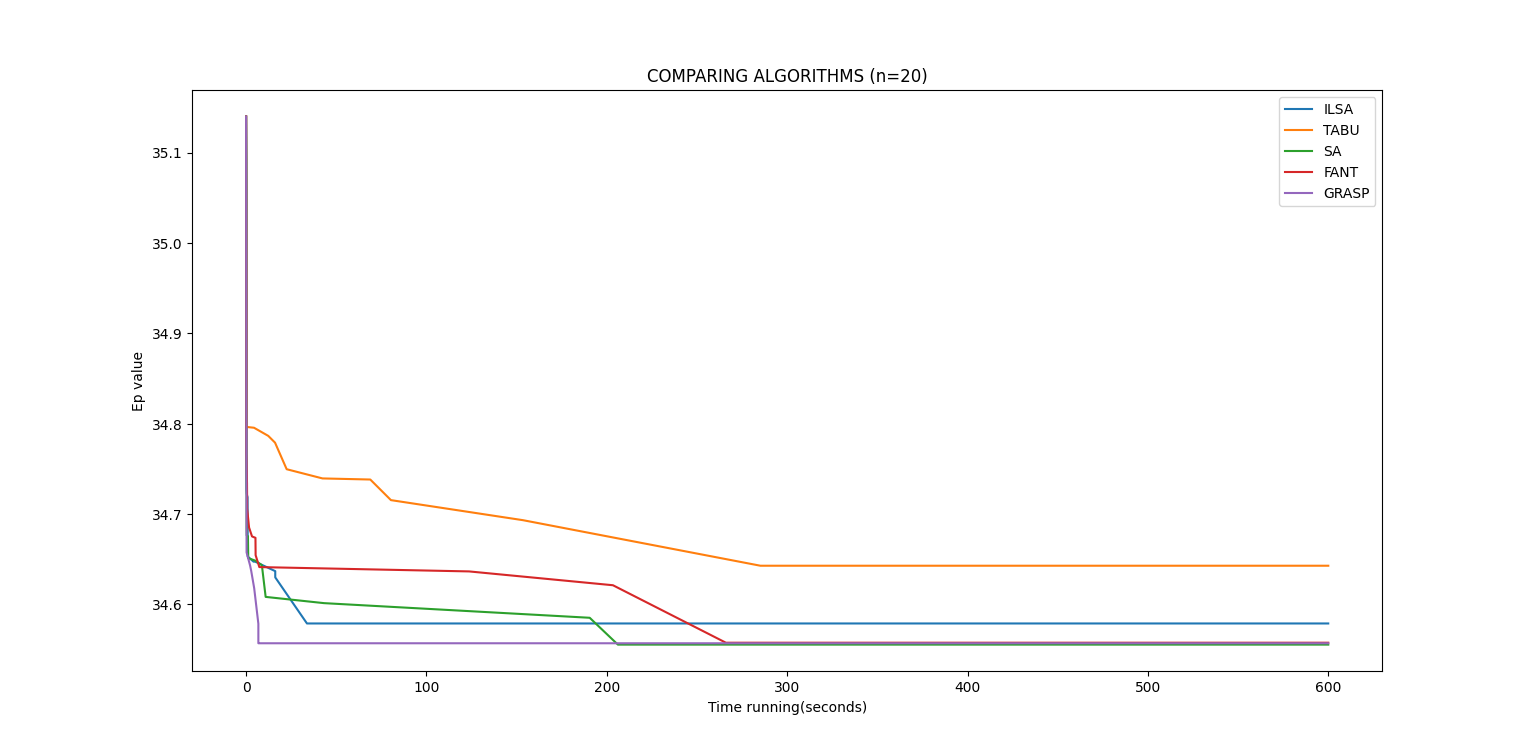 COMPARING ALGORITHMS (n=20)
ILSA
TABU
SA
FANT
GRASP
35.1
35.0
34.9
34.8
34.7
34.6
Ep value
0 100 200 300 400 500 600
Time running(seconds)